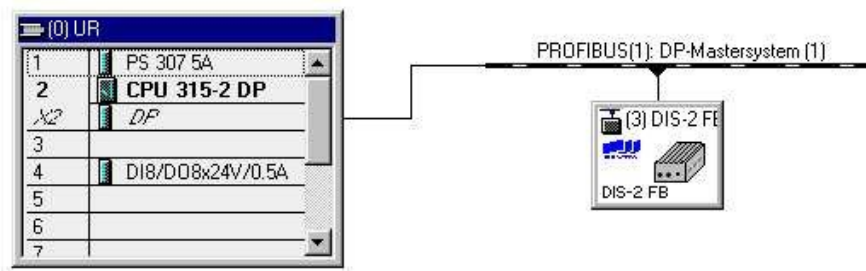 (0) UR
1 PS 307 5A
2 CPU 315-2 DP
X2 DP
3
4 DI8/DO8x24V/0.5A
5
6
7
PROFIBUS(1): DP-Mastersystem (1)
(3) DIS-2 FE
DIS-2 FB